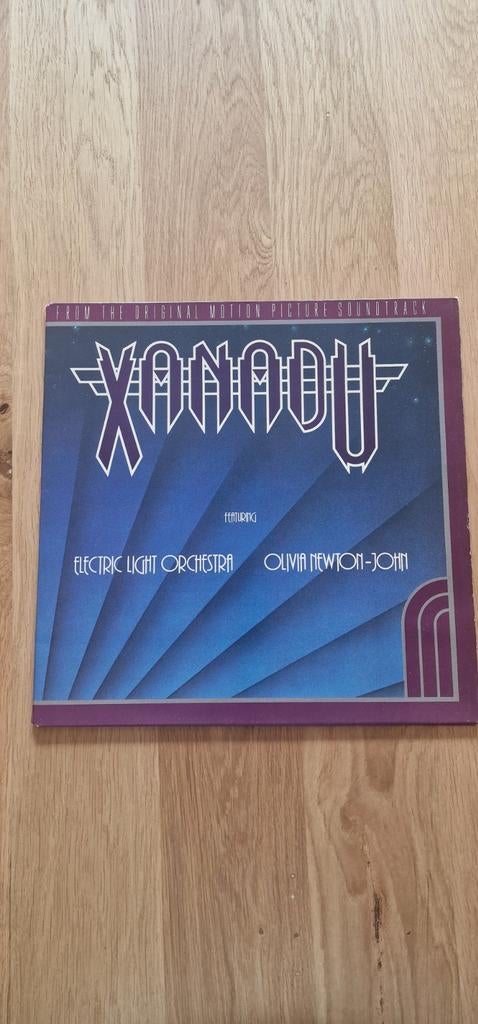 FROM THE ORIGINAL MOTION PICTURE SOUNDTRACK
XANADU
FEATURING
ELECTRIC LIGHT ORCHESTRA OLIVIA NEWTON-JOHN